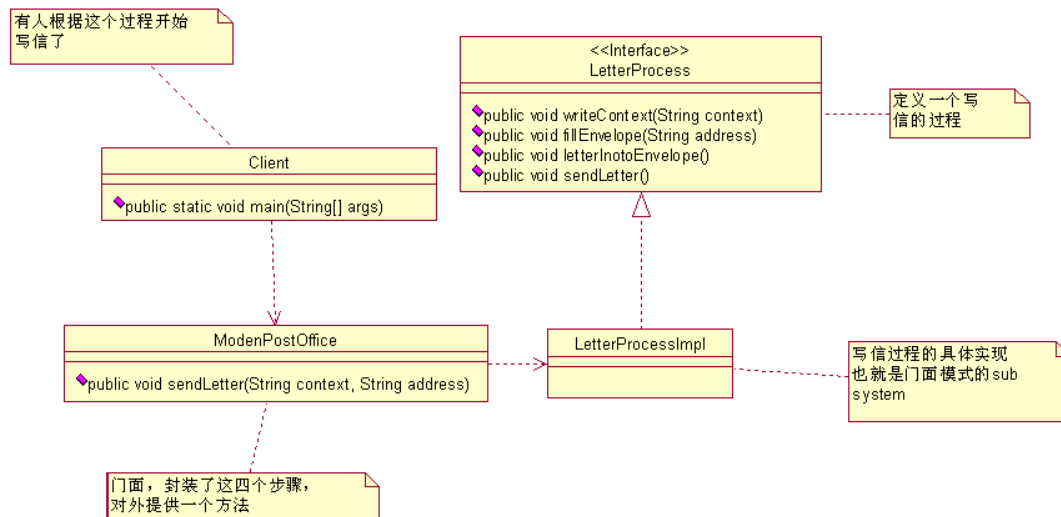 有人根据这个过程开始
写信了
<<Interface>>
LetterProcess
public void writeContext(String context)
public void fillEnvelope(String address)
public void letterInotoEnvelope()
public void sendLetter()
定义一个写
信的过程
Client
public static void main(String[] args)
ModenPostOffice
public void sendLetter(String context, String address)
LetterProcessImpl
写信过程的具体实现
也就是门面模式的sub
system
门面，封装了这四个步骤，
对外提供一个方法